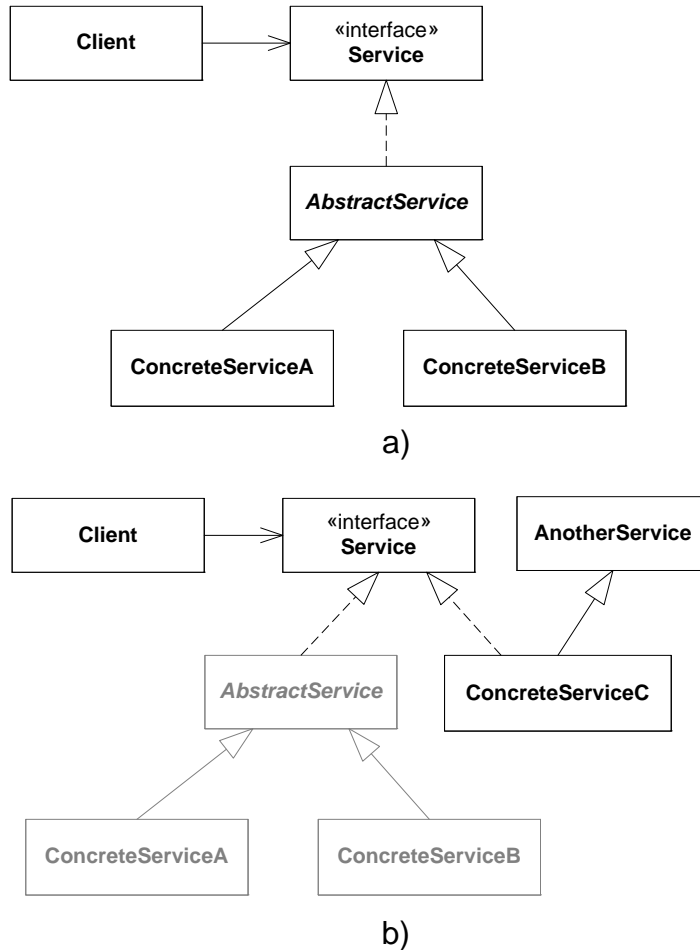 Client
«interface»
Service
AbstractService
ConcreteServiceA
ConcreteServiceB
a)
Client
«interface»
Service
AnotherService
AbstractService
ConcreteServiceC
ConcreteServiceA
ConcreteServiceB
b)